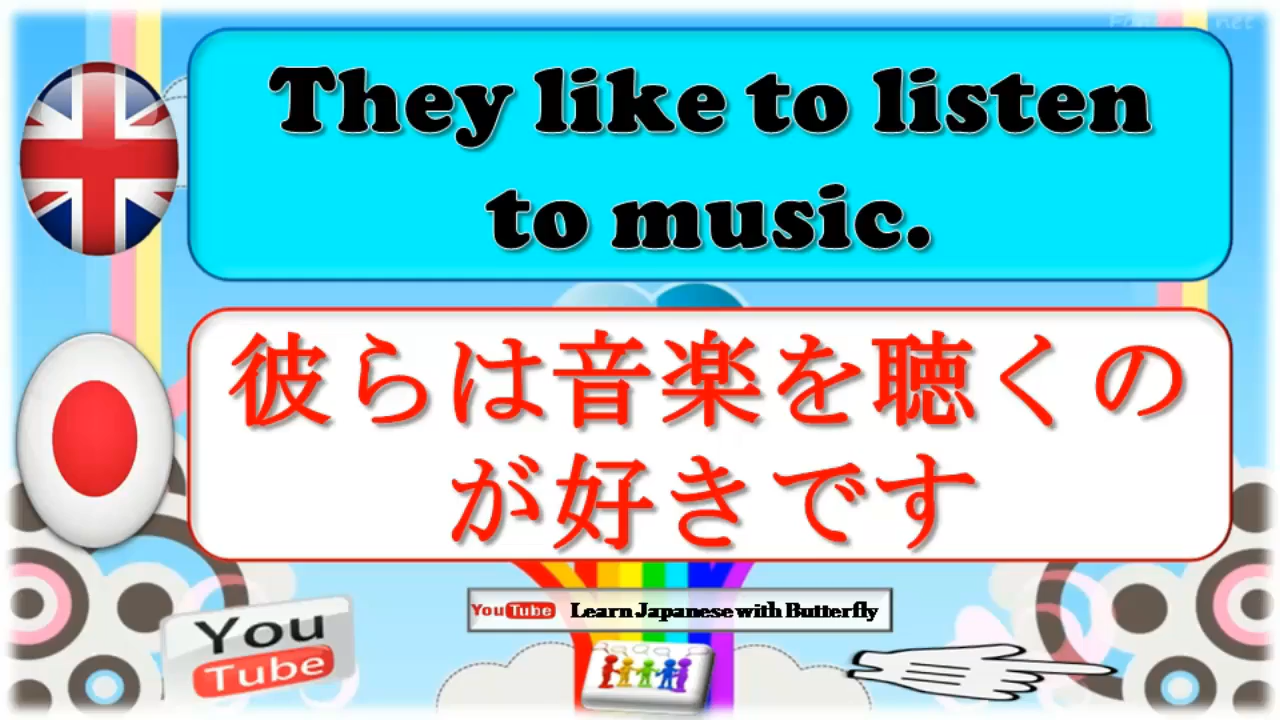 They like to listen
to music.
彼らは音楽を聴くの
が好きです
YouTube Learn Japanese with Butterfly
You
Tube